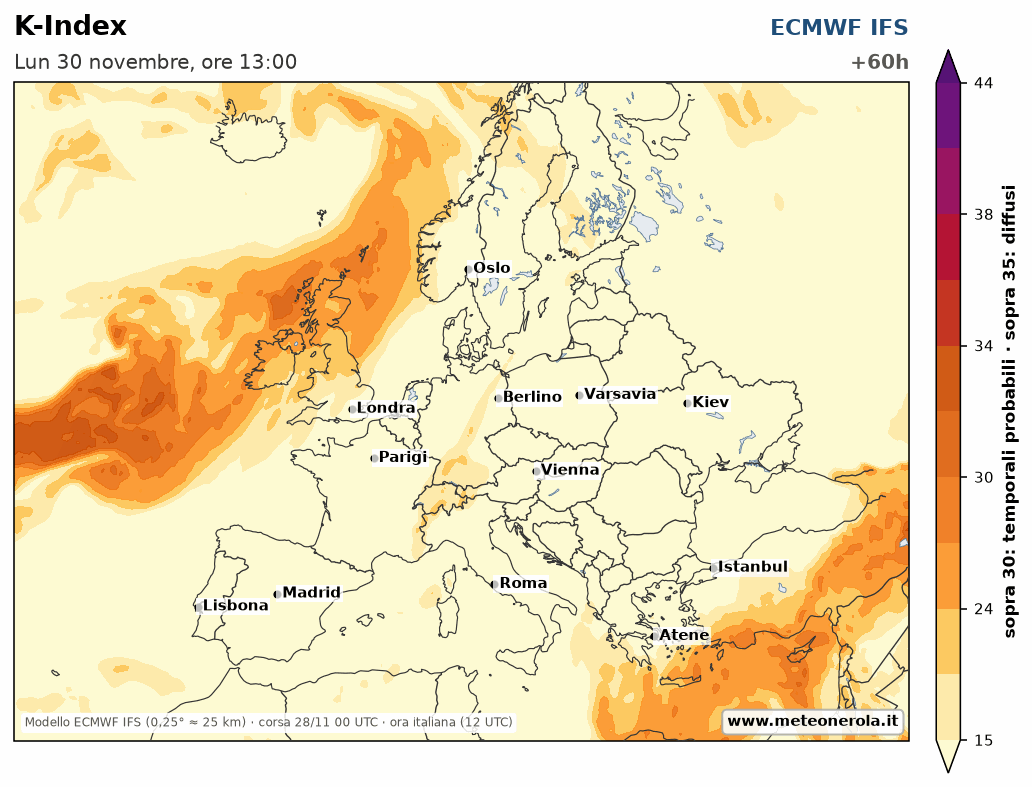 K-Index
ECMWF IFS
Lun 30 novembre, ore 13:00
+60h
44
38
34
30
24
15
sopra 30: temporali probabili · sopra 35: diffusi
Oslo
Berlino
Varsavia
Kiev
Londra
Parigi
Vienna
Istanbul
Roma
Madrid
Lisbona
Atene
Modello ECMWF IFS (0,25° ≈ 25 km) · corsa 28/11 00 UTC · ora italiana (12 UTC)
www.meteonerola.it